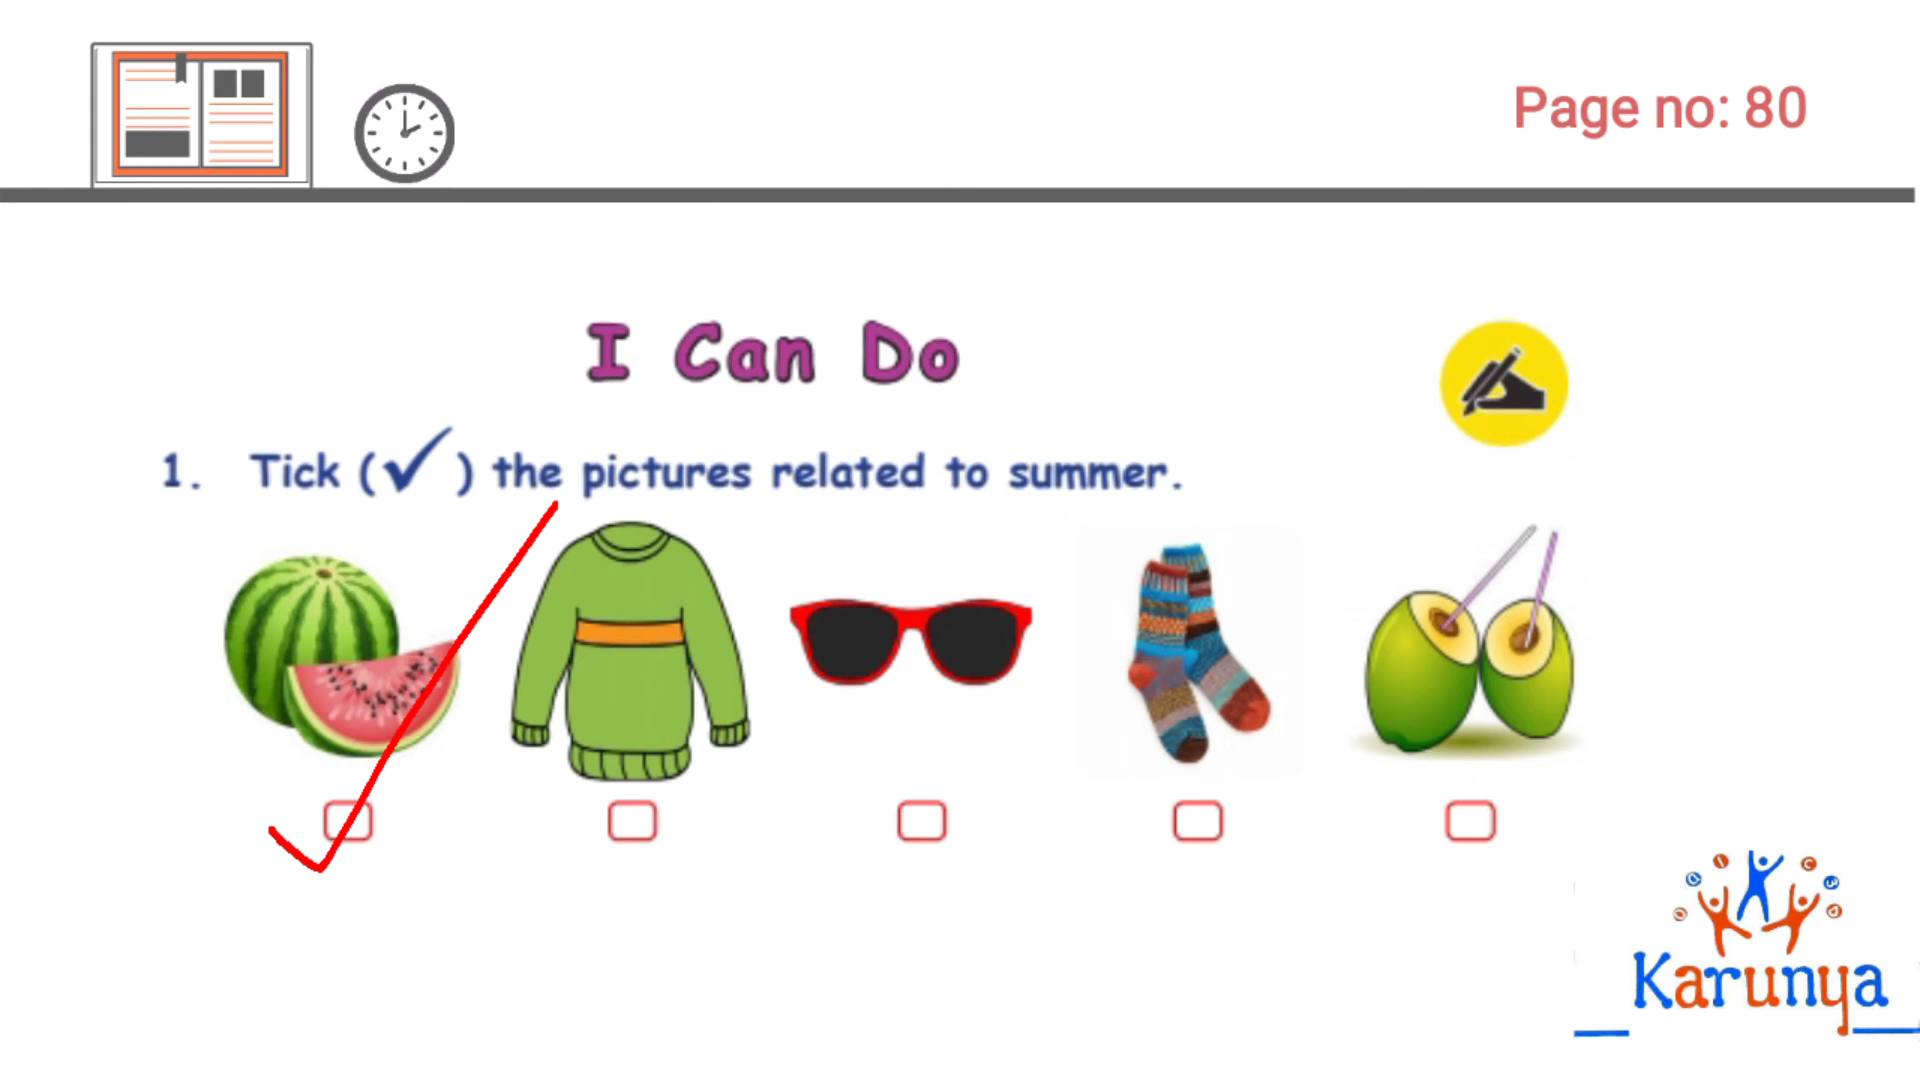 Page no: 80
I Can Do
1. Tick (✓) the pictures related to summer.
Karunya